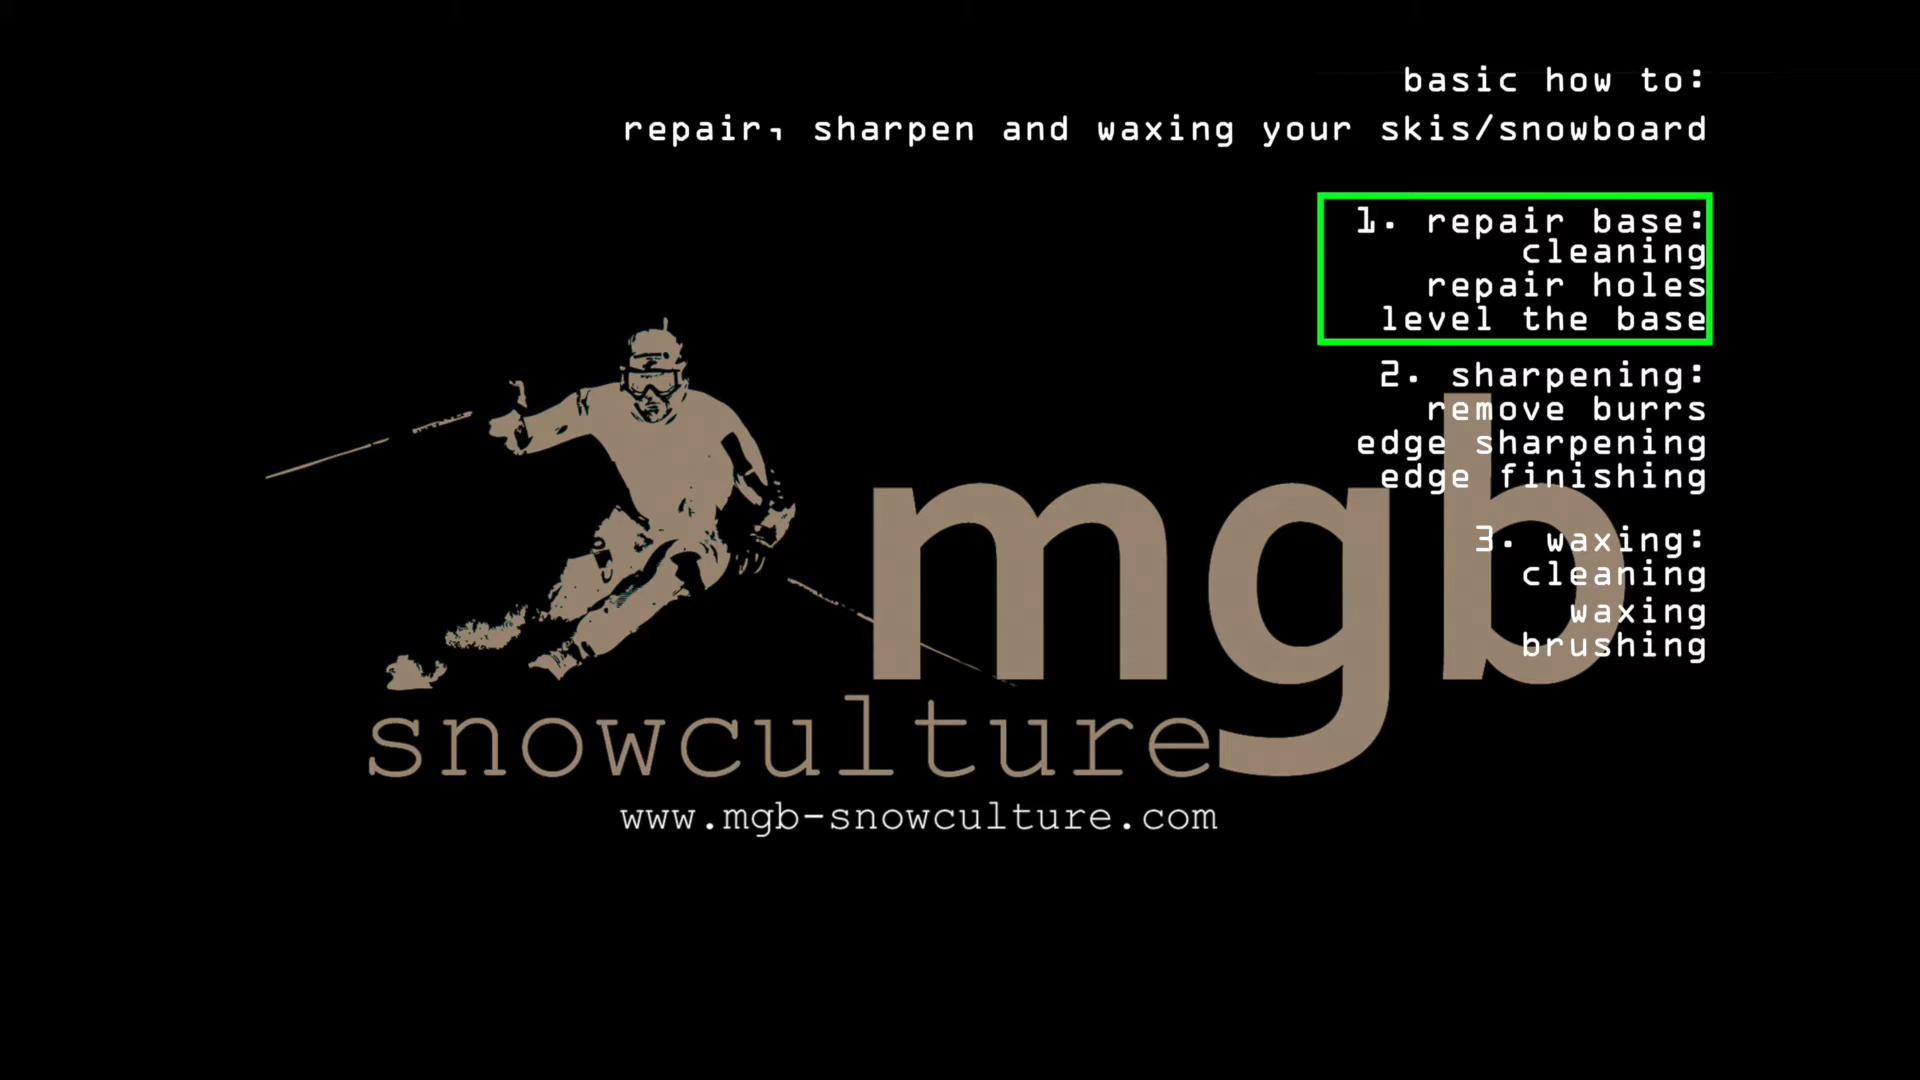 basic how to:
repair, sharpen and waxing your skis/snowboard
1. repair base:
cleaning
repair holes
level the base
2. sharpening:
remove burrs
edge sharpening
edge finishing
3. waxing:
cleaning
waxing
brushing
mgb
snowculture
www.mgb-snowculture.com